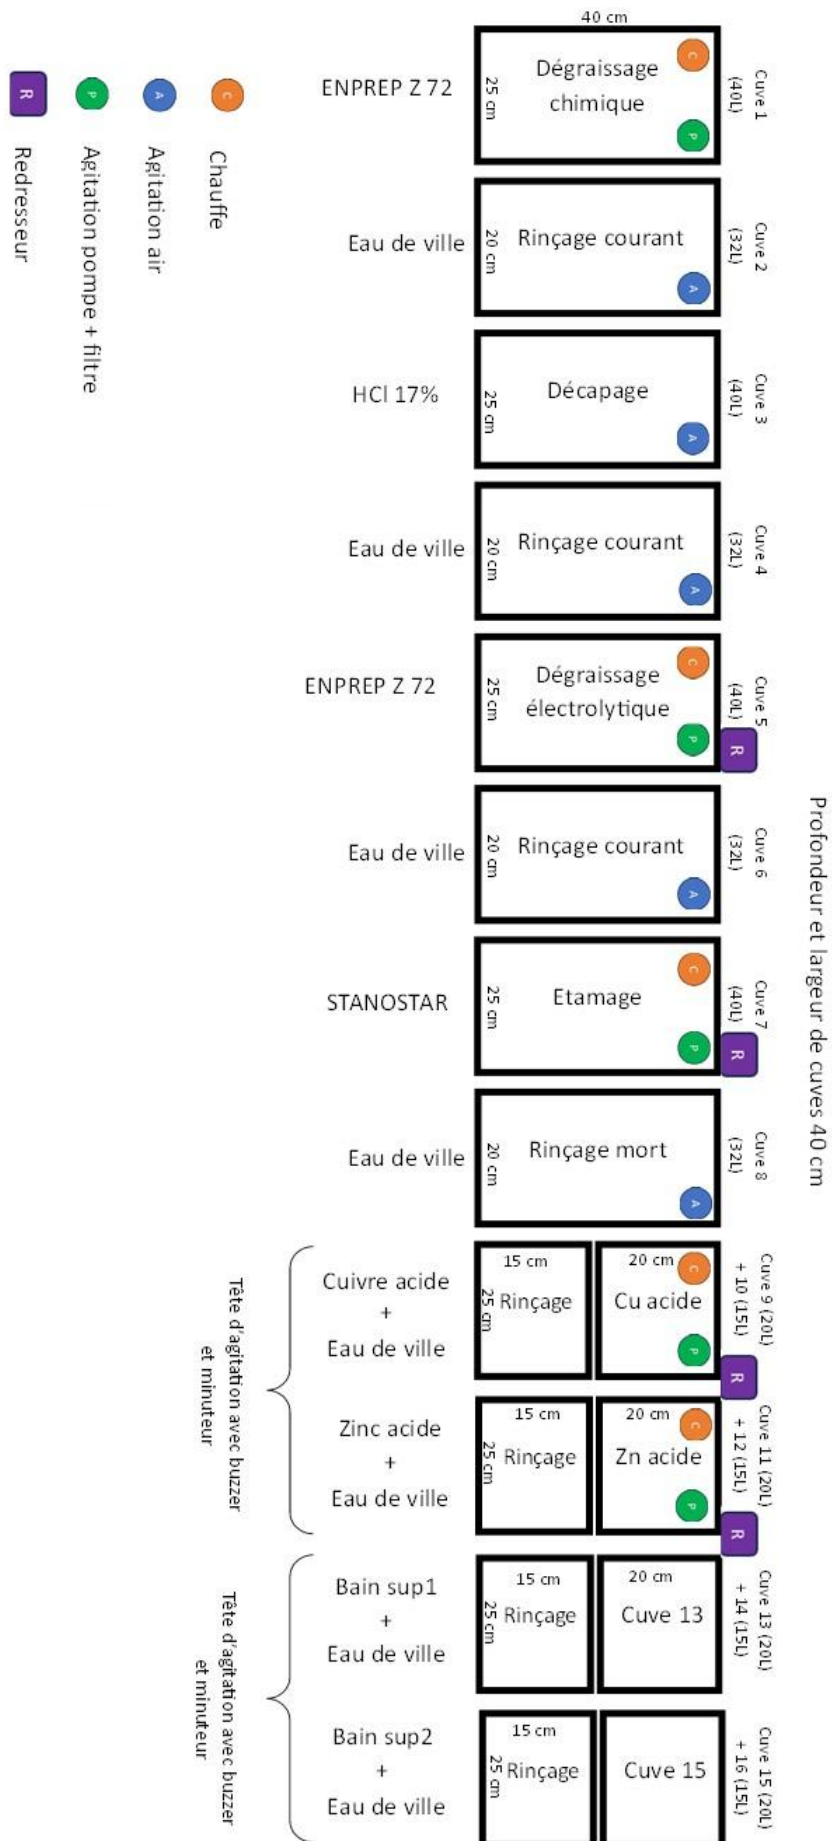 40 cm
Cuve 1
(40L)
Dégraissage
chimique
C
P
25 cm
ENPREP Z 72
Cuve 2
(32L)
Rinçage courant
A
20 cm
Eau de ville
Cuve 3
(40L)
Décapage
A
25 cm
HCl 17%
Cuve 4
(32L)
Rinçage courant
A
20 cm
Eau de ville
Cuve 5
(40L)
Dégraissage
électrolytique
C
P
R
25 cm
ENPREP Z 72
Cuve 6
(32L)
Rinçage courant
A
20 cm
Eau de ville
Cuve 7
(40L)
Etamage
C
P
R
25 cm
STANOSTAR
Cuve 8
(32L)
Rinçage mort
A
20 cm
Eau de ville
Cuve 9 (20L)
+ 10 (15L)
20 cm
Cu acide
C
P
R
15 cm
Rinçage
25 cm
Cuivre acide
+
Eau de ville
Cuve 11 (20L)
+ 12 (15L)
20 cm
Zn acide
C
P
R
15 cm
Rinçage
25 cm
Zinc acide
+
Eau de ville
Tête d'agitation avec buzzer
et minuteur
Cuve 13 (20L)
+ 14 (15L)
20 cm
Cuve 13
15 cm
Rinçage
25 cm
Bain sup1
+
Eau de ville
Cuve 15 (20L)
+ 16 (15L)
Cuve 15
15 cm
Rinçage
25 cm
Bain sup2
+
Eau de ville
Tête d'agitation avec buzzer
et minuteur
Profondeur et largeur de cuves 40 cm
C
Chauffe
A
Agitation air
P
Agitation pompe + filtre
R
Redresseur